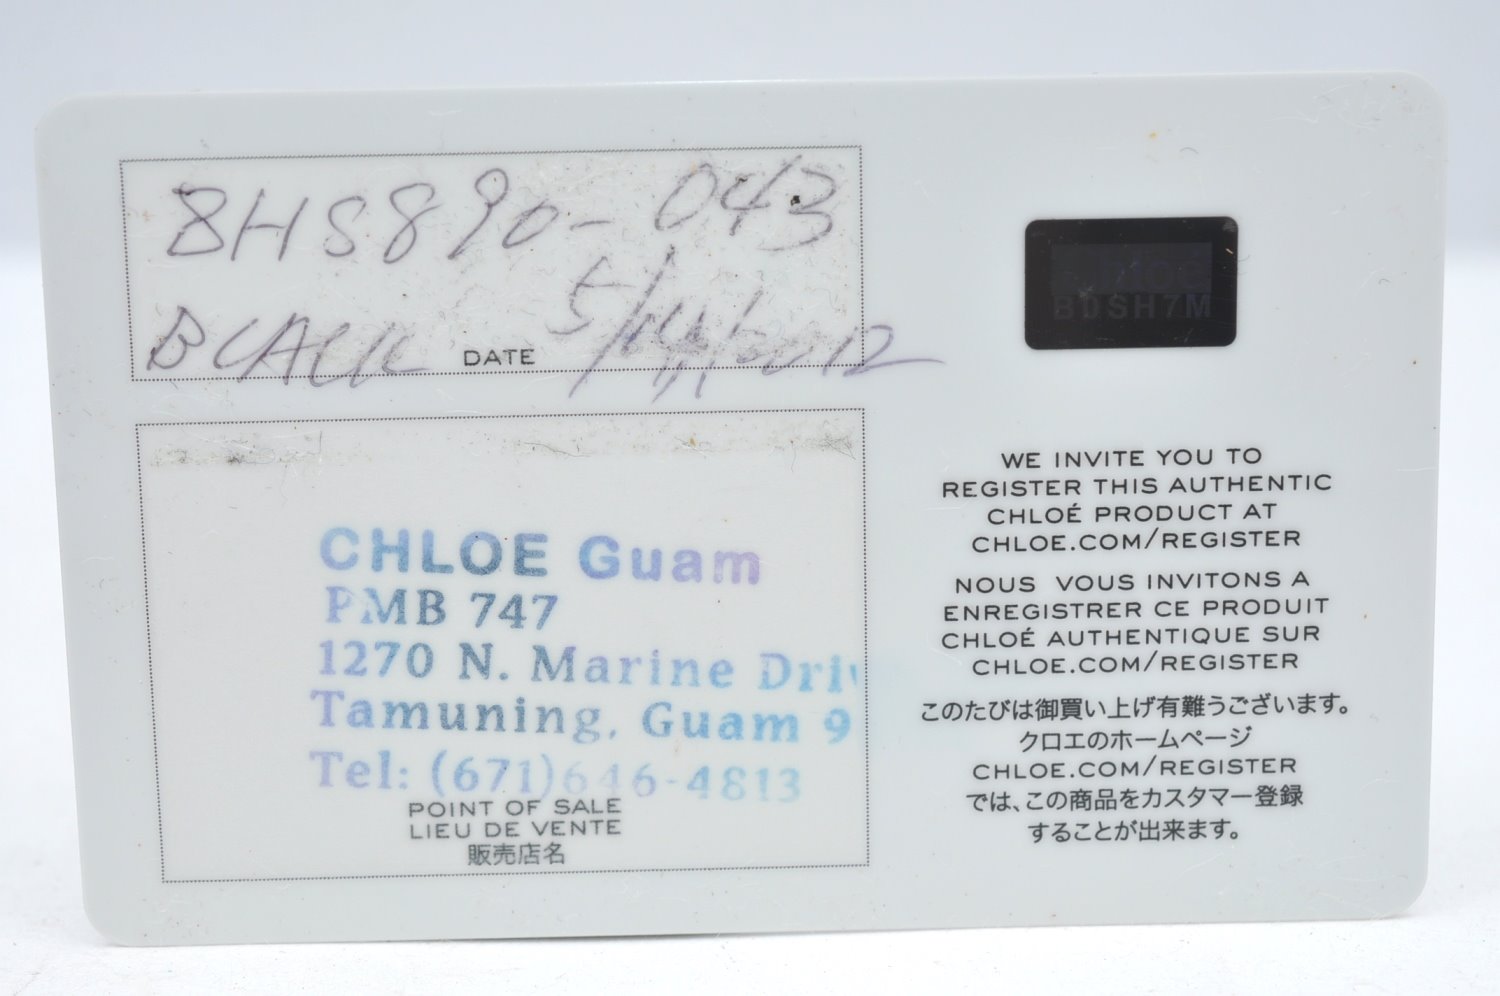 8HS890-043
BLACK
DATE
CHLOE Guam
PMB 747
1270 N. Marine Driv
Tamuning, Guam 9
Tel: (671)646-4813
POINT OF SALE
LIEU DE VENTE
販売店名
Chloé
BDSH7M
WE INVITE YOU TO
REGISTER THIS AUTHENTIC
CHLOÉ PRODUCT AT
CHLOE.COM/REGISTER
NOUS VOUS INVITONS A
ENREGISTRER CE PRODUIT
CHLOÉ AUTHENTIQUE SUR
CHLOE.COM/REGISTER
このたびは御買い上げ有難うございます。
クロエのホームページ
CHLOE.COM/REGISTER
では、この商品をカスタマー登録
することが出来ます。